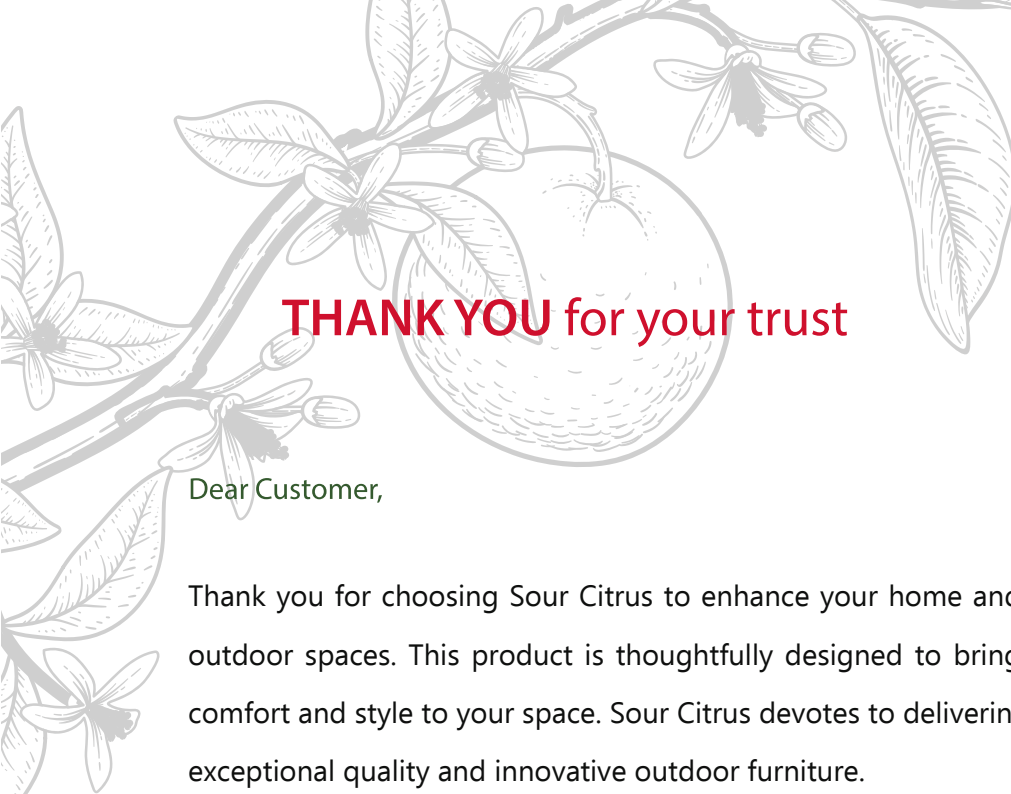 THANK YOU for your trust
Dear Customer,
Thank you for choosing Sour Citrus to enhance your home and
outdoor spaces. This product is thoughtfully designed to bring
comfort and style to your space. Sour Citrus devotes to deliverin
exceptional quality and innovative outdoor furniture.